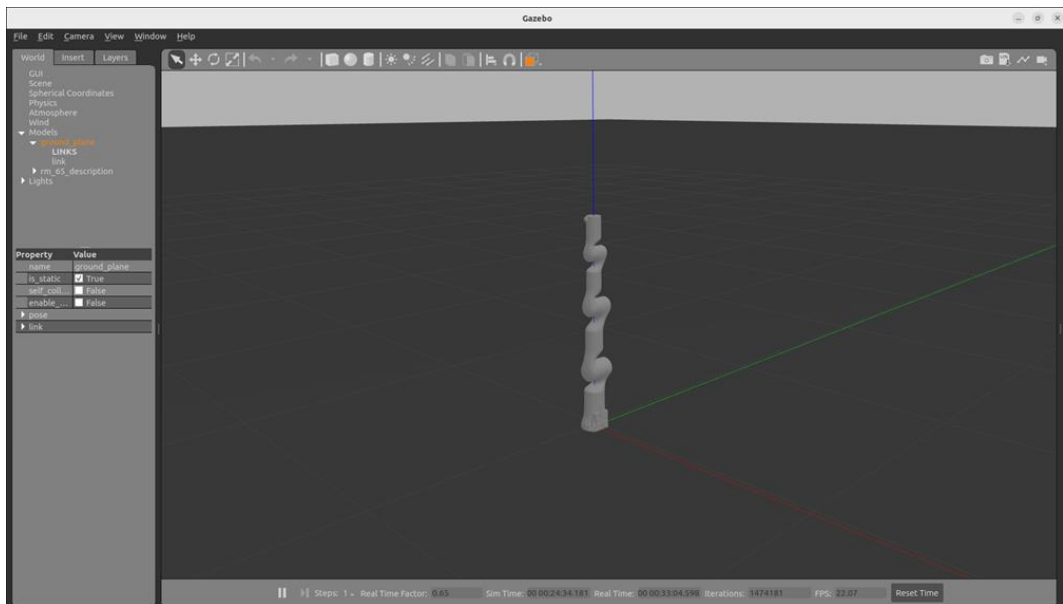 Gazebo
File Edit Camera View Window Help
World Insert Layers
GUI
Scene
Spherical Coordinates
Physics
Atmosphere
Wind
Models
ground_plane
LINKS
link
rm_65_description
Lights
Property Value
name ground_plane
is_static True
self_coll... False
enable_... False
pose
link
Steps: 1 Real Time Factor: 0.65 Sim Time: 00 00:24:34.181 Real Time: 00 00:33:04.598 Iterations: 1474181 FPS: 22.07 Reset Time